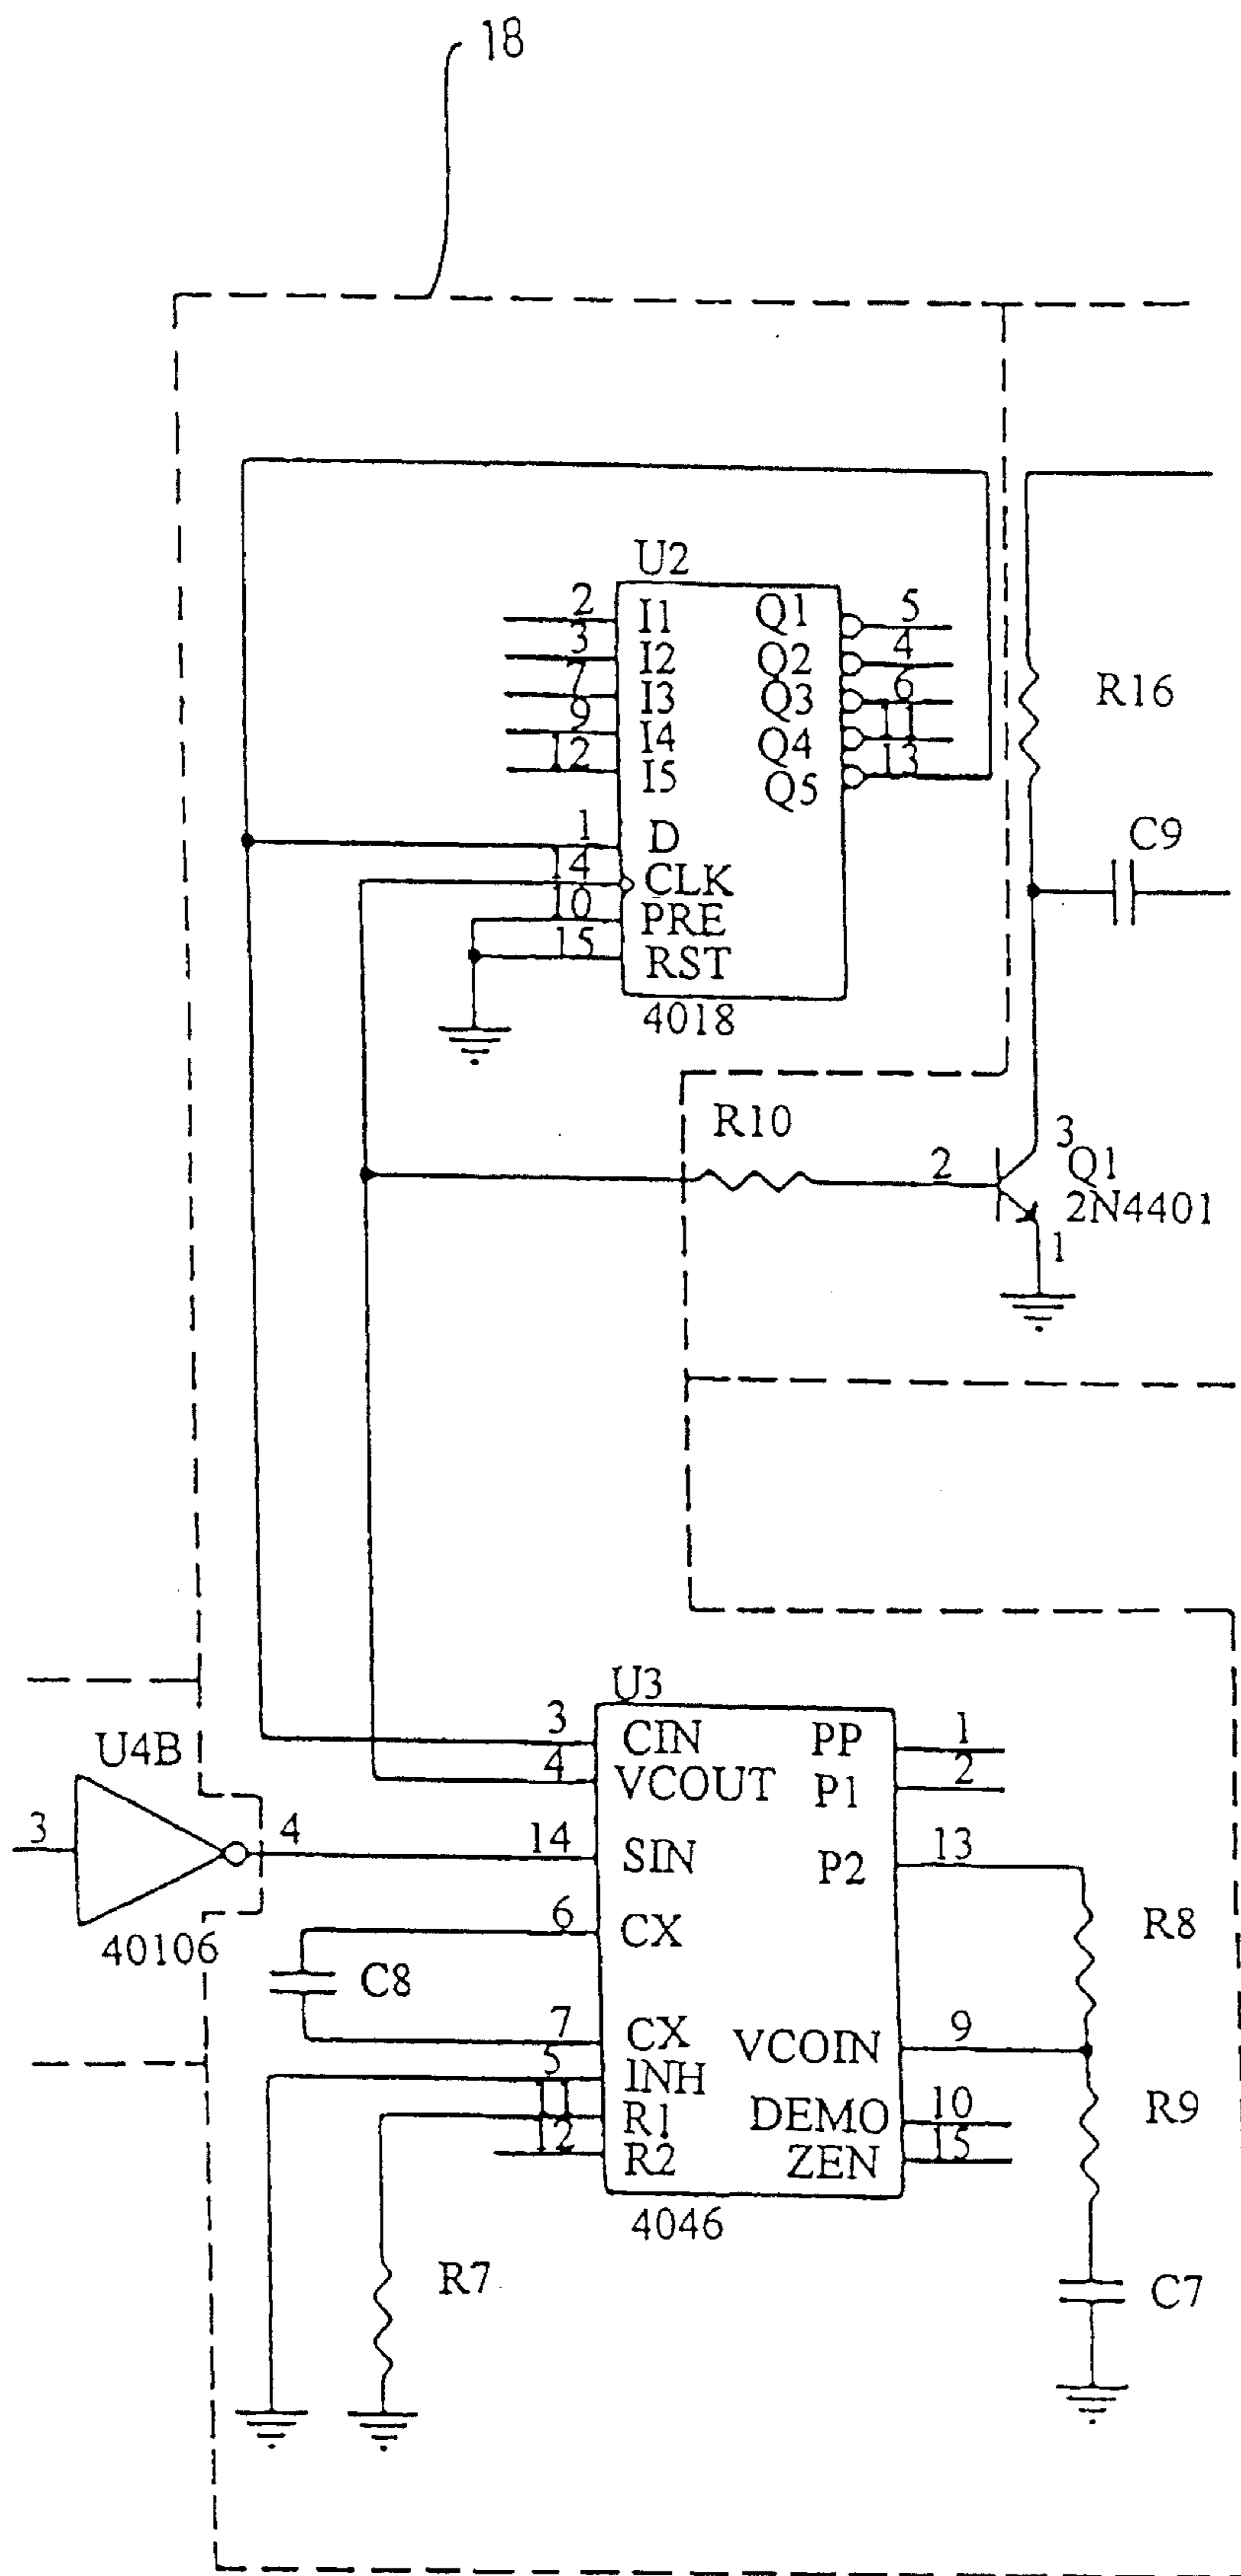 18
U2
2 I1 Q1 5
3 I2 Q2 4
7 I3 Q3 6
9 I4 Q4 11
12 I5 Q5 13
1 D
14 CLK
10 PRE
15 RST
4018
R16
C9
R10
2
3
Q1
2N4401
1
U3
3 CIN PP 1
4 VCOUT P1 2
U4B
3
4
14 SIN P2 13
40106
6 CX
R8
C8
7 CX VCOIN 9
5 INH
11 R1 DEMO 10
12 R2 ZEN 15
R9
4046
R7
C7